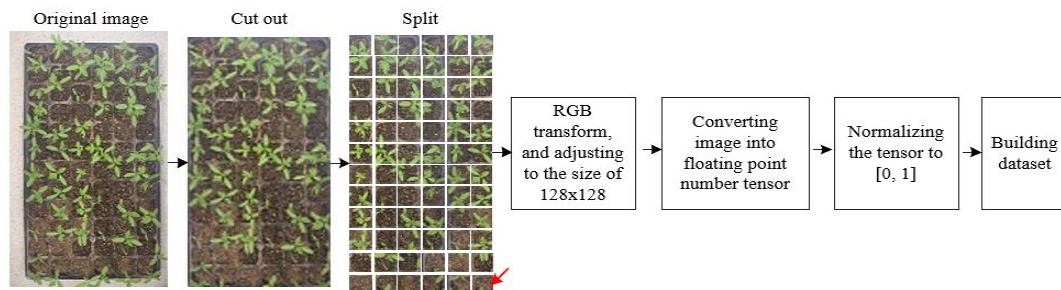 Original image
Cut out
Split
RGB
transform,
and adjusting
to the size of
128x128
Converting
image into
floating point
number tensor
Normalizing
the tensor to
[0, 1]
Building
dataset